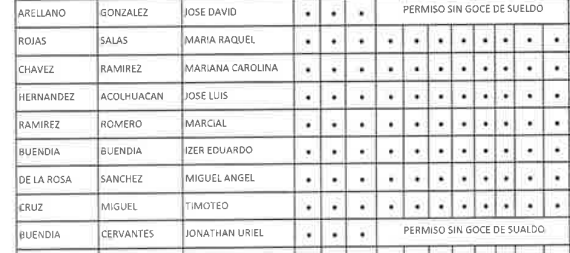 ARELLANO GONZALEZ JOSE DAVID • • • PERMISO SIN GOCE DE SUELDO
ROJAS SALAS MARIA RAQUEL • • • • • • • • • • •
CHAVEZ RAMIREZ MARIANA CAROLINA • • • • • • • • • • •
HERNANDEZ ACOLHUACAN JOSE LUIS • • • • • • • • • • •
RAMIREZ ROMERO MARCIAL • • • • • • • • • • •
BUENDIA BUENDIA IZER EDUARDO • • • • • • • • • • •
DE LA ROSA SANCHEZ MIGUEL ANGEL • • • • • • • • • • •
CRUZ MIGUEL TIMOTEO • • • • • • • • • • •
BUENDIA CERVANTES JONATHAN URIEL • • • PERMISO SIN GOCE DE SUALDO